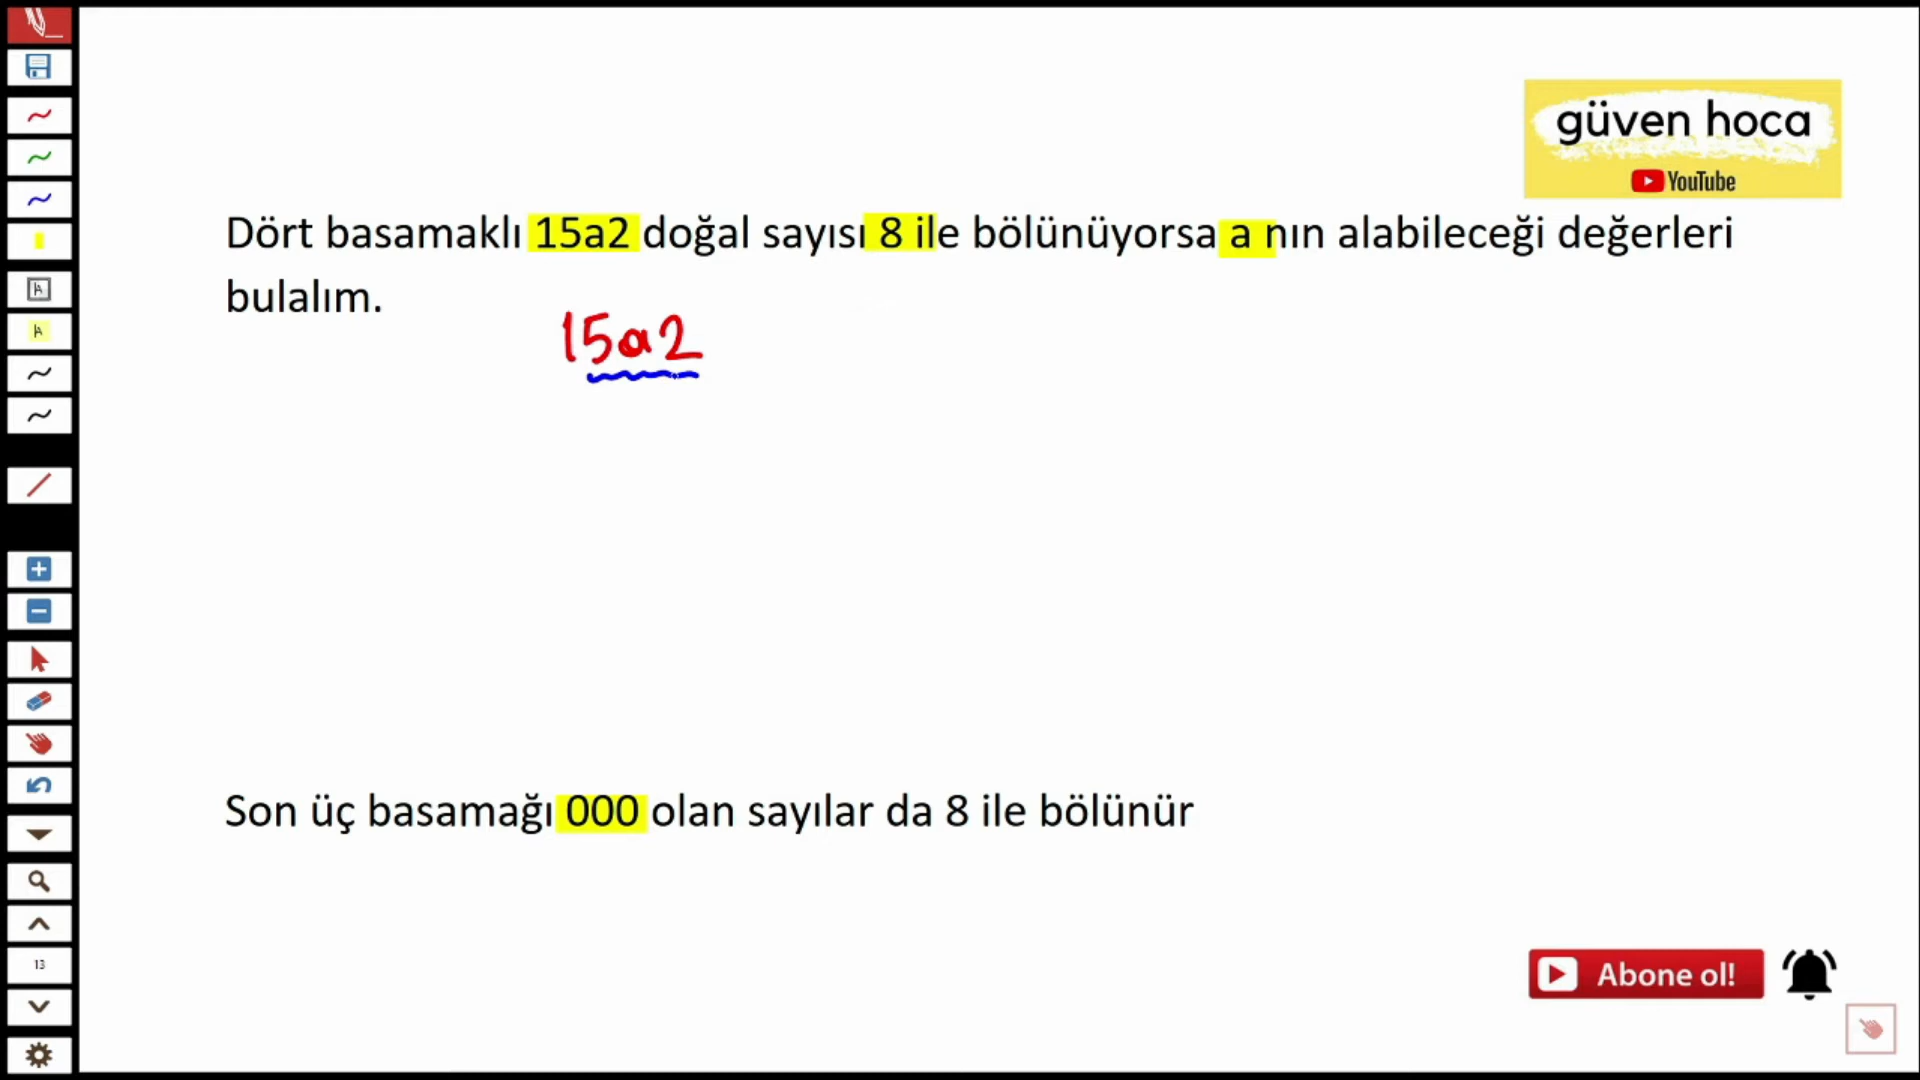 güven hoca
YouTube
Dört basamaklı 15a2 doğal sayısı 8 ile bölünüyorsa a nın alabileceği değerleri
bulalım.
15a2
Son üç basamağı 000 olan sayılar da 8 ile bölünür
13
Abone ol!